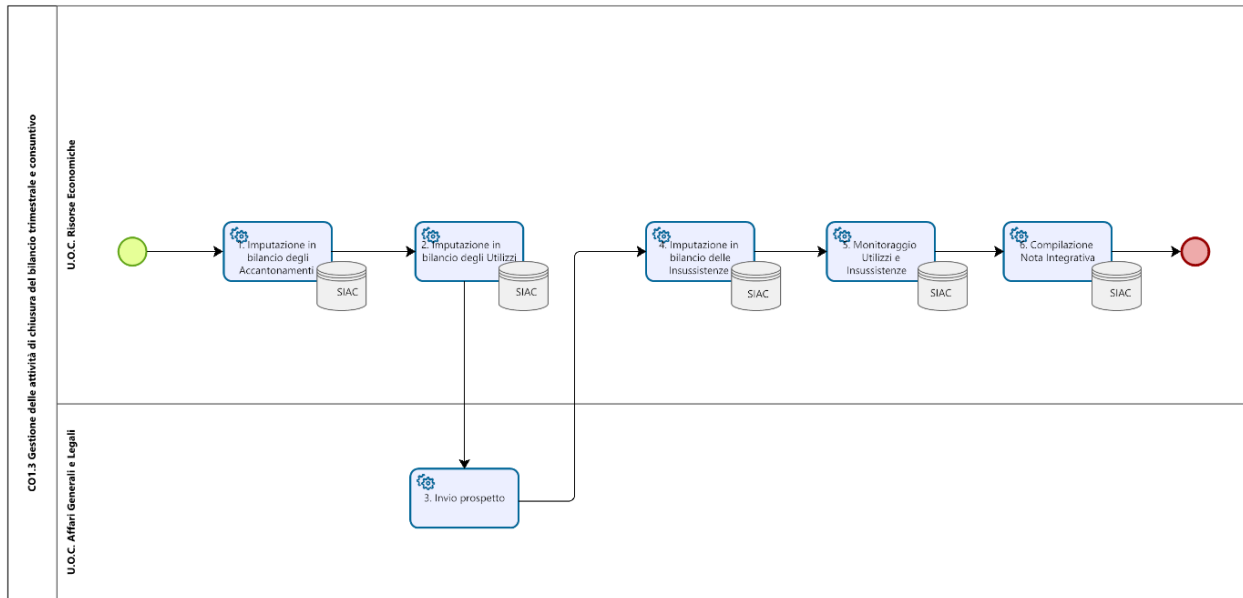 CO1.3 Gestione delle attività di chiusura del bilancio trimestrale e consuntivo
U.O.C. Risorse Economiche
1. Imputazione in
bilancio degli
Accantonamenti
SIAC
2. Imputazione in
bilancio degli Utilizzi
SIAC
4. Imputazione in
bilancio delle
Insussistenze
SIAC
5. Monitoraggio
Utilizzi e
Insussistenze
SIAC
6. Compilazione
Nota Integrativa
SIAC
U.O.C. Affari Generali e Legali
3. Invio prospetto